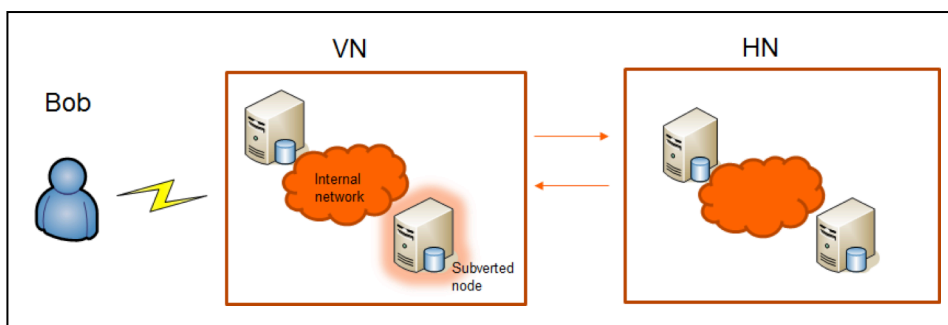 VN
HN
Bob
Internal
network
Subverted
node